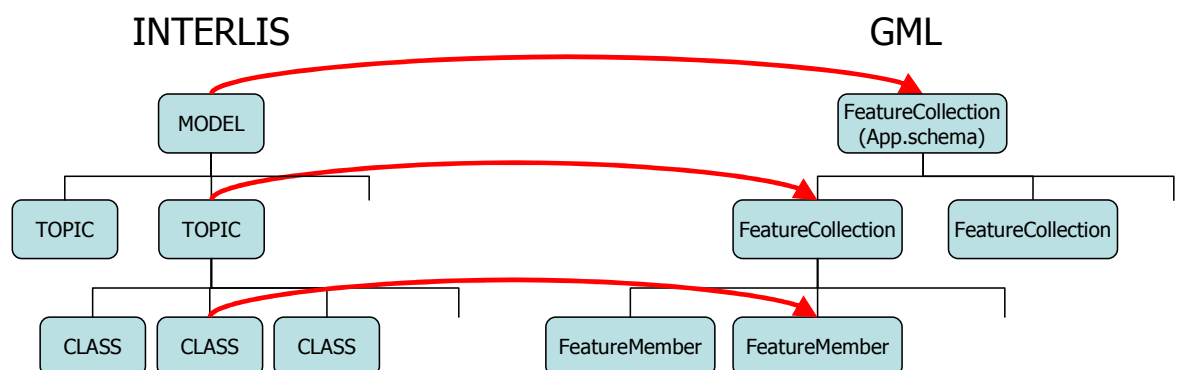 INTERLIS
GML
MODEL
FeatureCollection
(App.schema)
TOPIC
TOPIC
FeatureCollection
FeatureCollection
CLASS
CLASS
CLASS
FeatureMember
FeatureMember